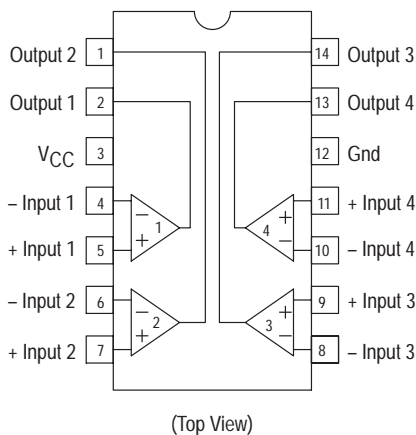 Output 2 1 14 Output 3
Output 1 2 13 Output 4
VCC 3 12 Gnd
– Input 1 4 – 1 + 11 + Input 4
+ Input 1 5 + 4 – 10 – Input 4
– Input 2 6 – 2 + 9 + Input 3
+ Input 2 7 + 3 – 8 – Input 3
(Top View)